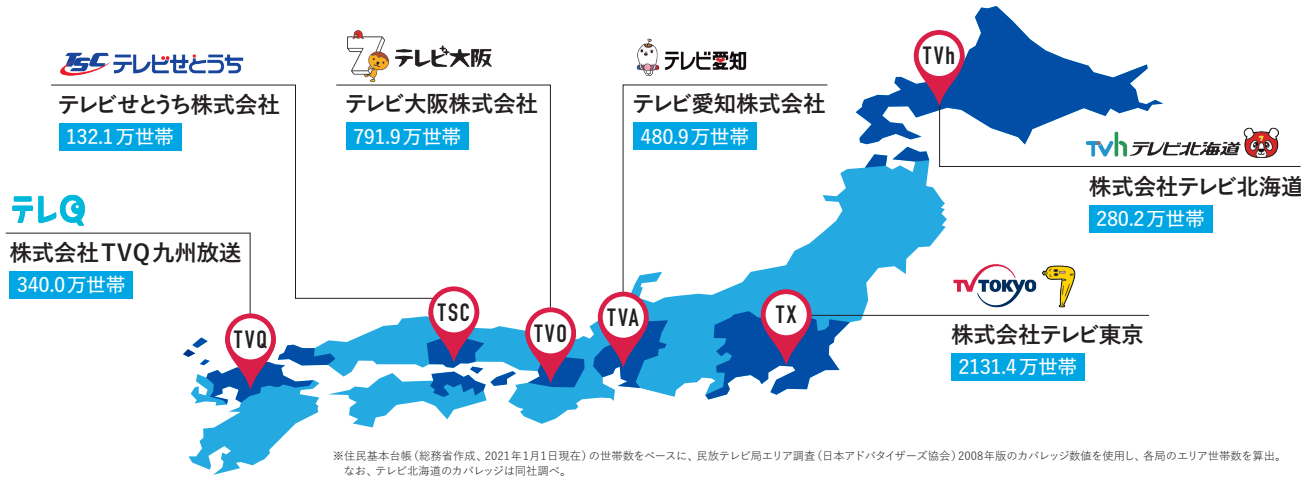 TSC テレビせとうち
テレビせとうち株式会社
132.1万世帯
テレビ大阪
テレビ大阪株式会社
791.9万世帯
テレビ愛知
テレビ愛知株式会社
480.9万世帯
TVh
TVh テレビ北海道
株式会社テレビ北海道
280.2万世帯
テレQ
株式会社TVQ九州放送
340.0万世帯
TV TOKYO
株式会社テレビ東京
2131.4万世帯
TVQ
TSC
TVO
TVA
TX
※住民基本台帳(総務省作成、2021年1月1日現在)の世帯数をベースに、民放テレビ局エリア調査(日本アドバタイザーズ協会)2008年版のカバレッジ数値を使用し、各局のエリア世帯数を算出。
なお、テレビ北海道のカバレッジは同社調べ。